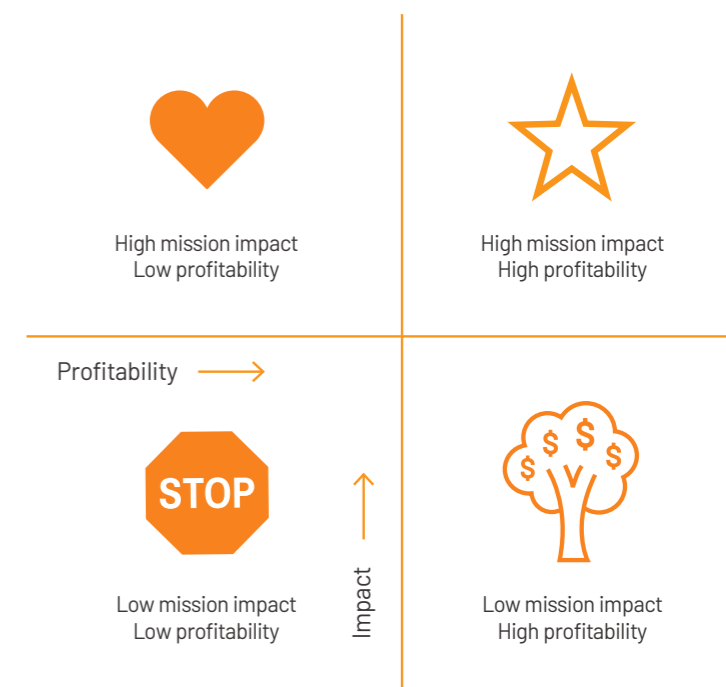 High mission impact
Low profitability
High mission impact
High profitability
Profitability
STOP
Impact
$
$
$
$
Low mission impact
Low profitability
Low mission impact
High profitability